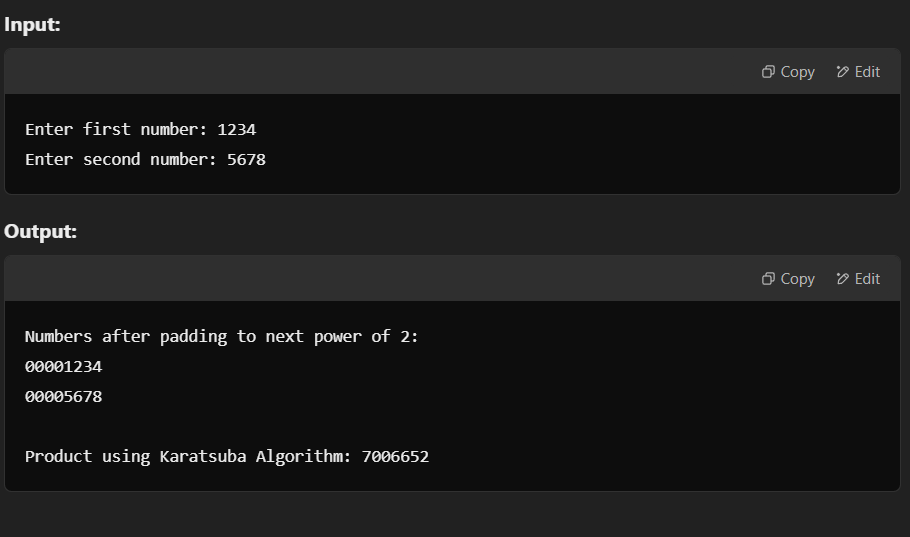 Input:
Copy Edit
Enter first number: 1234
Enter second number: 5678
Output:
Copy Edit
Numbers after padding to next power of 2:
00001234
00005678
Product using Karatsuba Algorithm: 7006652